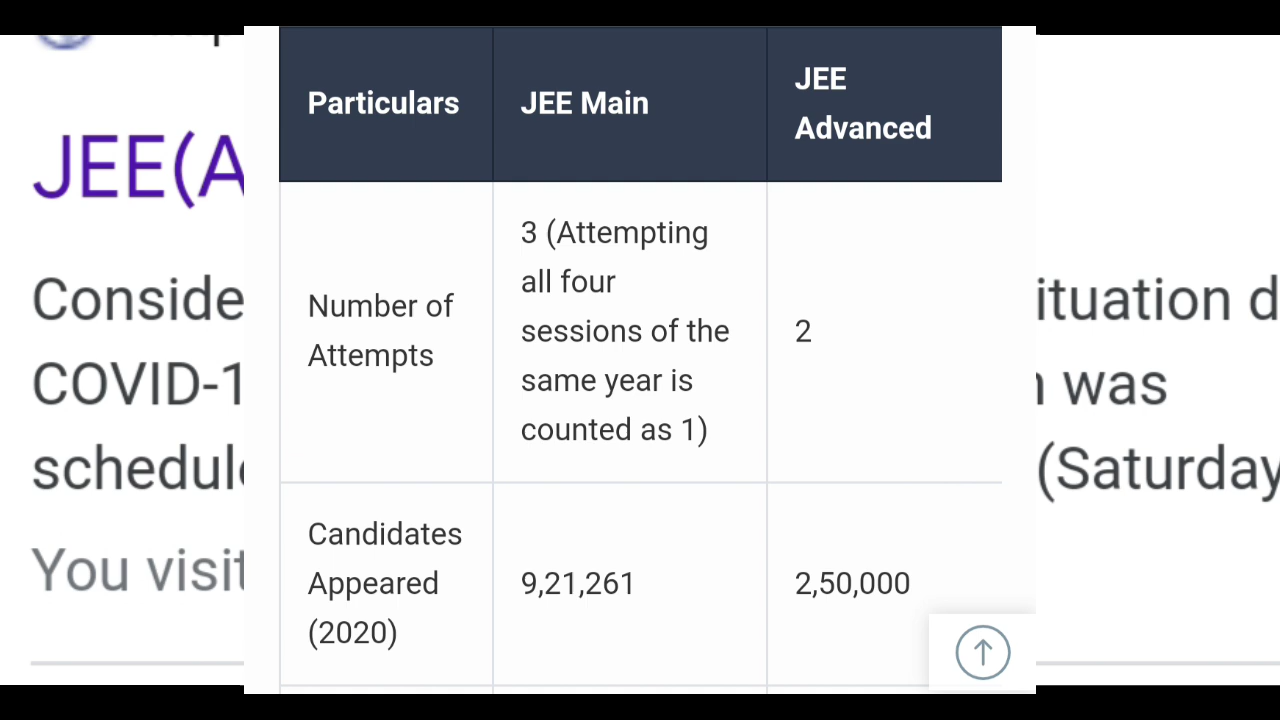 JEE(A
Conside
ituation d
COVID-1
was
schedul
(Saturday
You visit
Particulars
JEE Main
JEE
Advanced
Number of
Attempts
3 (Attempting
all four
sessions of the
same year is
counted as 1)
2
Candidates
Appeared
(2020)
9,21,261
2,50,000